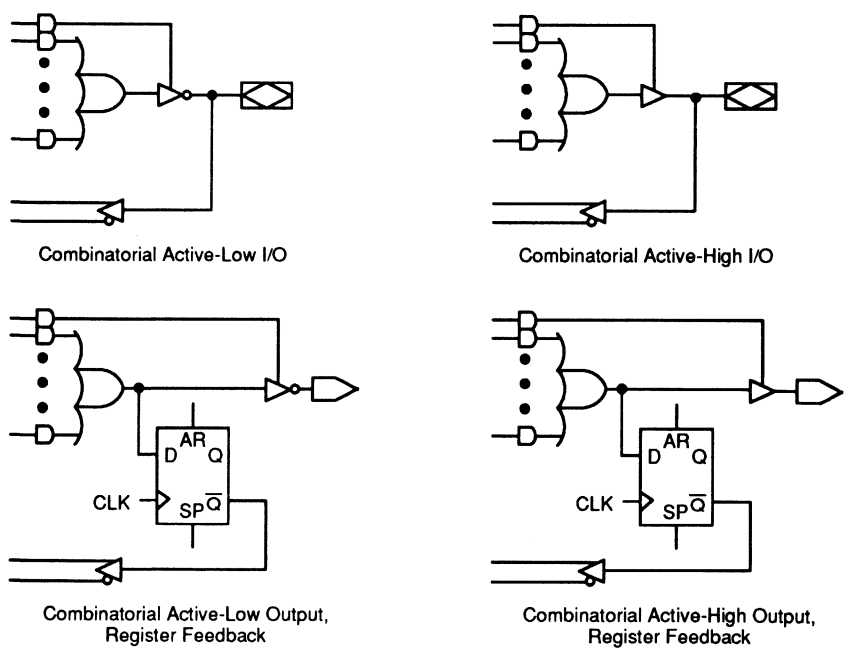 Combinatorial Active-Low I/O
Combinatorial Active-High I/O
AR
D Q
CLK
SP Q̅
Combinatorial Active-Low Output,
Register Feedback
AR
D Q
CLK
SP Q̅
Combinatorial Active-High Output,
Register Feedback